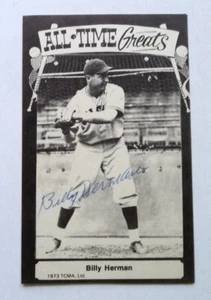 ALL-TIME Greats
Billy Herman
Billy Herman
1973 TCMA, Ltd.